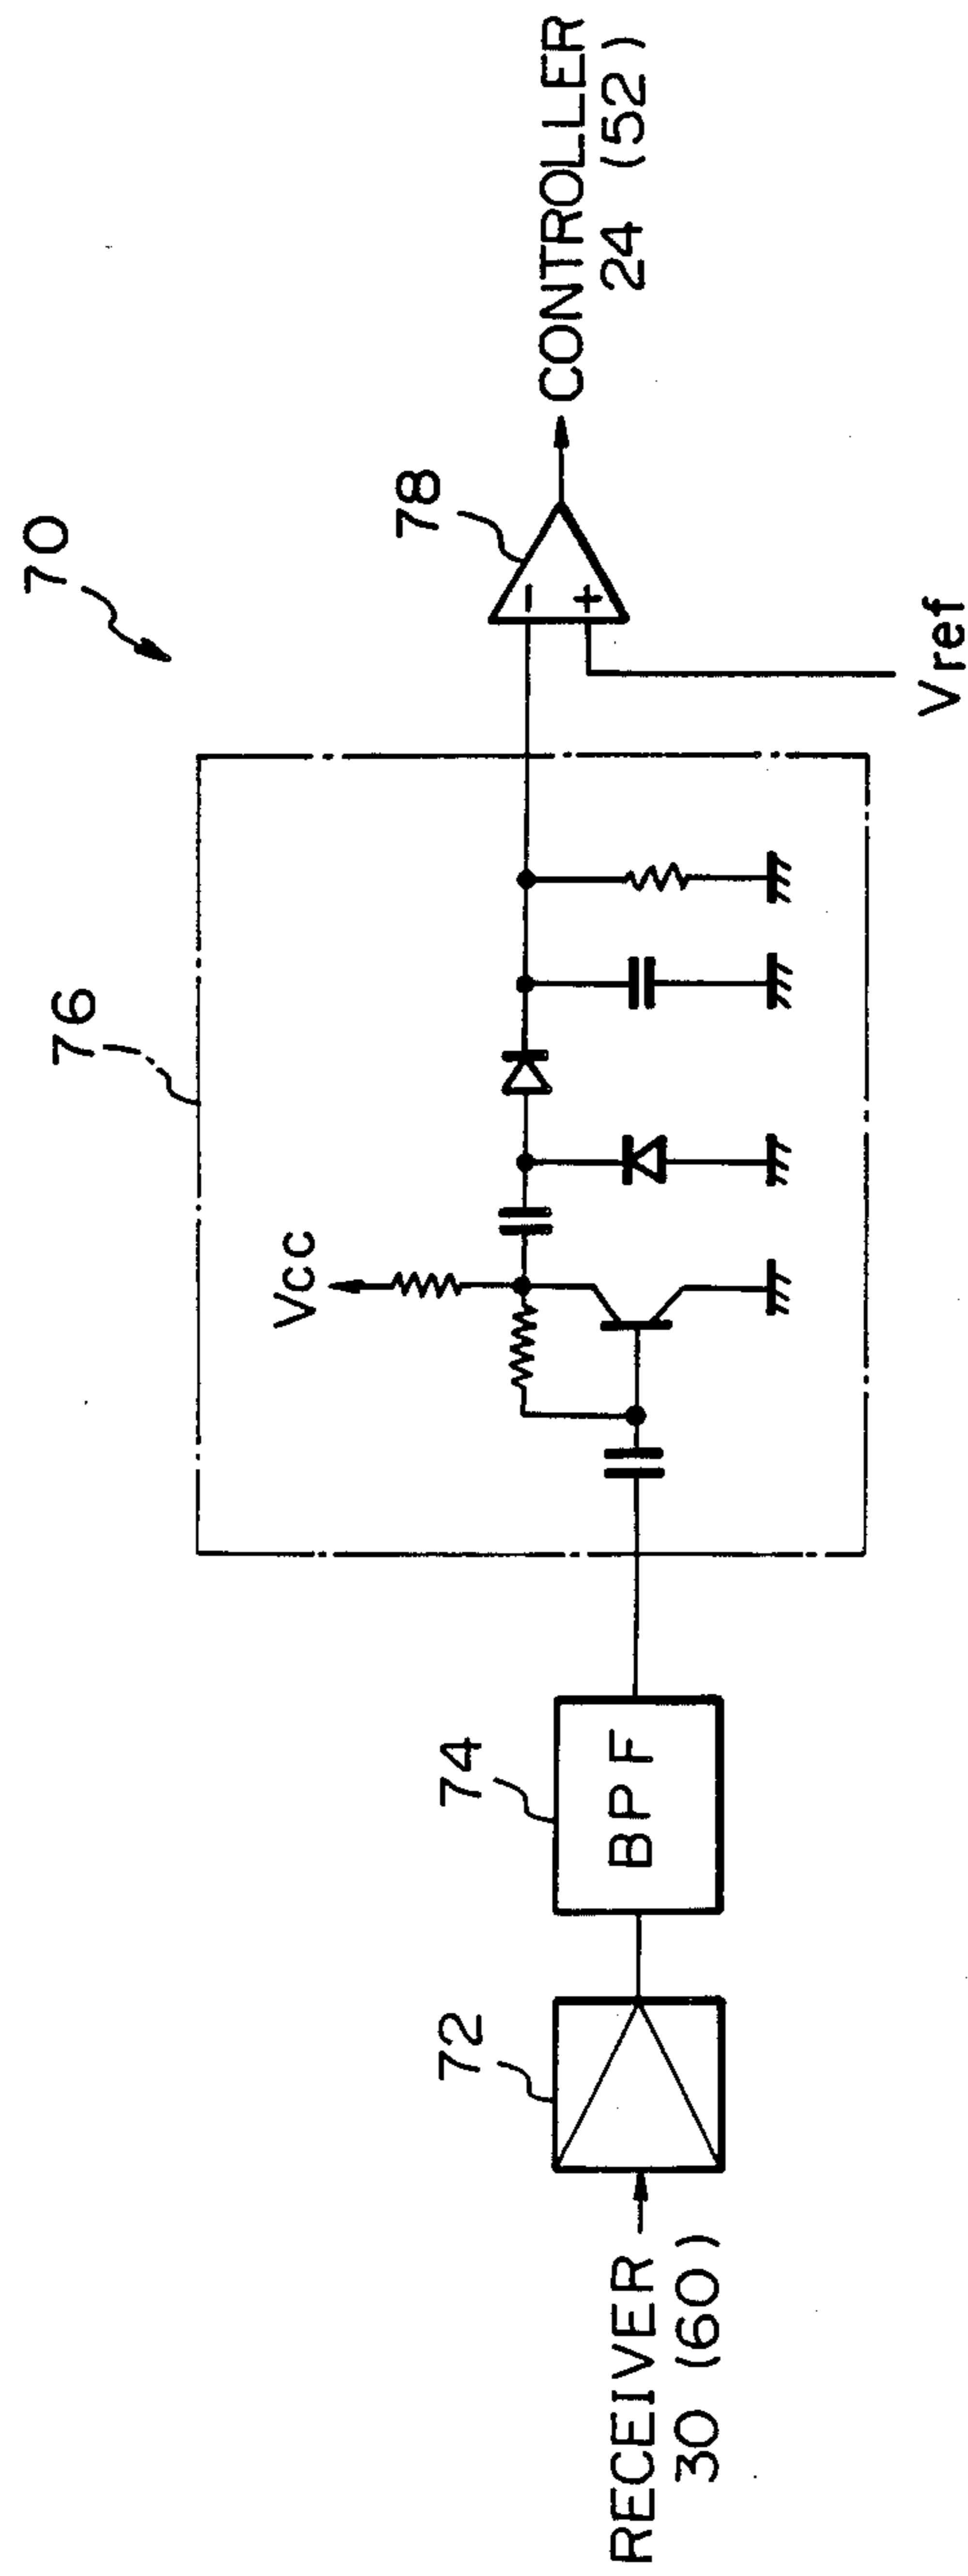 70
76
Vcc
78
CONTROLLER
24 (52)
Vref
−
+
74
BPF
72
RECEIVER
30 (60)